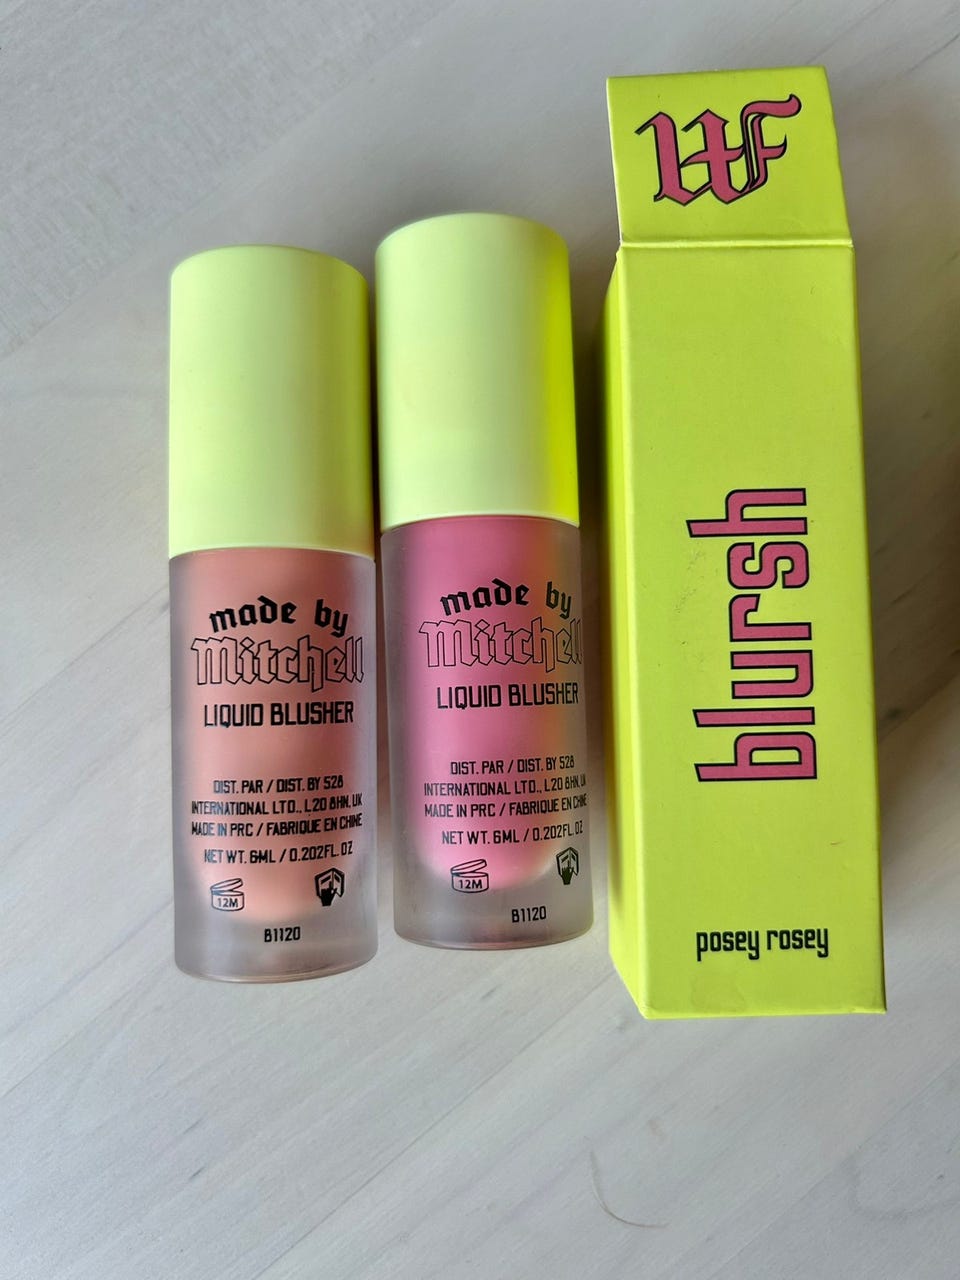 made by
Mitchell
LIQUID BLUSHER
DIST. PAR / DIST. BY 528
INTERNATIONAL LTD., L20 8HN, UK
MADE IN PRC / FABRIQUE EN CHINE
NET WT. 6ML / 0.202FL. OZ
12M
B1120
made by
Mitchell
LIQUID BLUSHER
DIST. PAR / DIST. BY 528
INTERNATIONAL LTD., L20 8HN, UK
MADE IN PRC / FABRIQUE EN CHINE
NET WT. 6ML / 0.202FL. OZ
12M
B1120
blursh
posey rosey